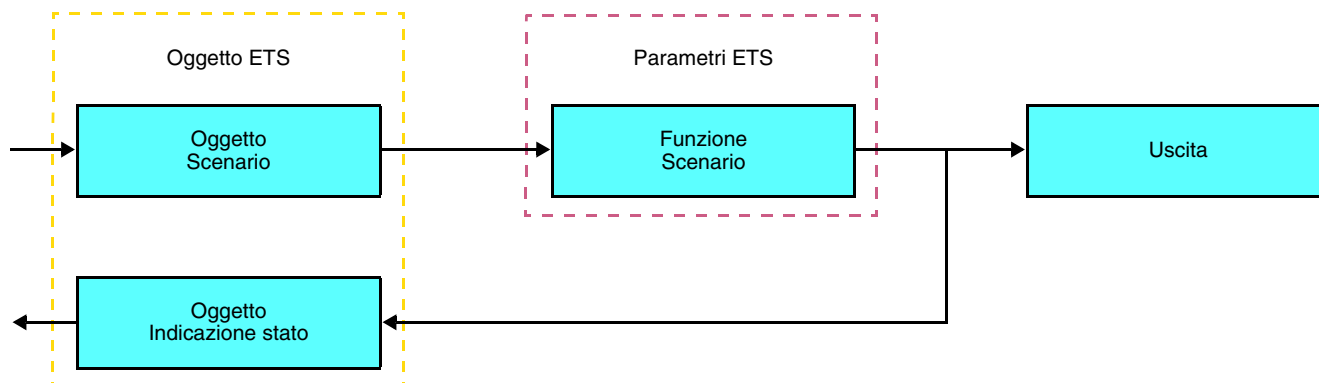 Oggetto ETS
Parametri ETS
Oggetto
Scenario
Funzione
Scenario
Uscita
Oggetto
Indicazione stato